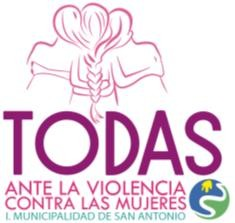 TODAS
ANTE LA VIOLENCIA
CONTRA LAS MUJERES
I. MUNICIPALIDAD DE SAN ANTONIO